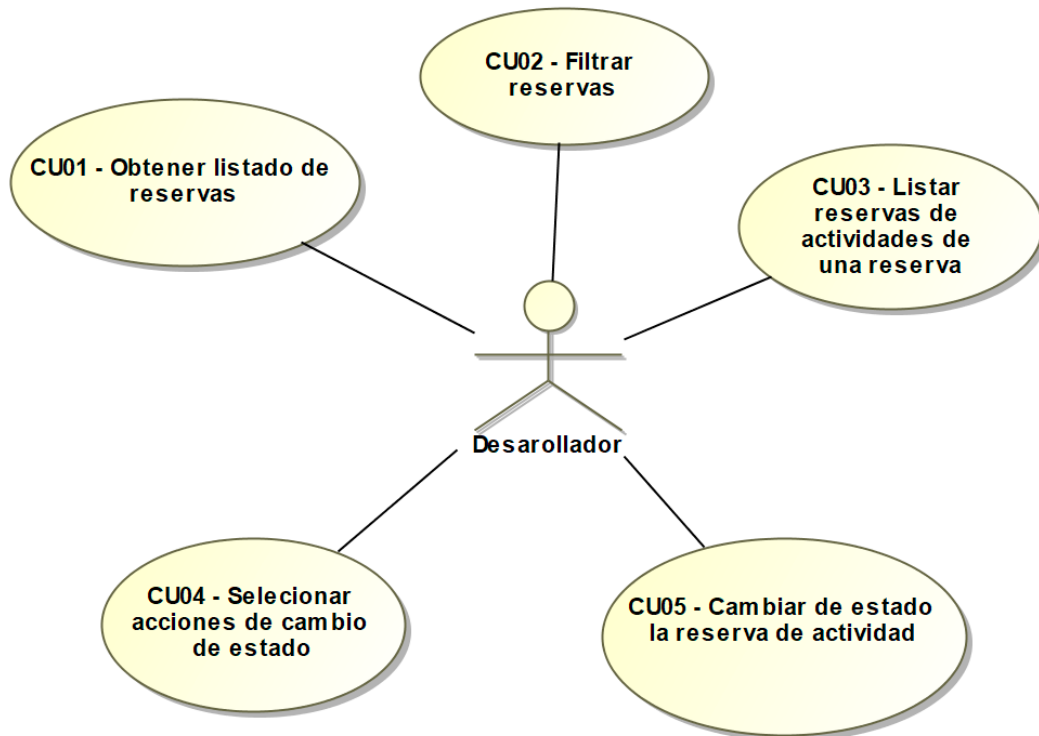 CU02 - Filtrar
reservas
CU01 - Obtener listado de
reservas
CU03 - Listar
reservas de
actividades de
una reserva
Desarollador
CU04 - Selecionar
acciones de cambio
de estado
CU05 - Cambiar de estado
la reserva de actividad